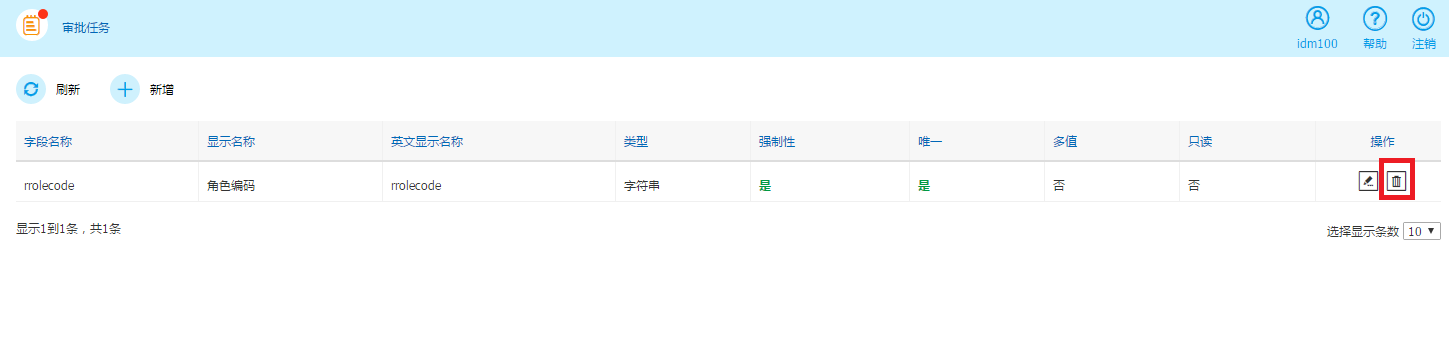 审批任务
idm100 帮助 注销
刷新 新增
字段名称 显示名称 英文显示名称 类型 强制性 唯一 多值 只读 操作
rrolecode 角色编码 rrolecode 字符串 是 是 否 否
显示1到1条，共1条
选择显示条数 10